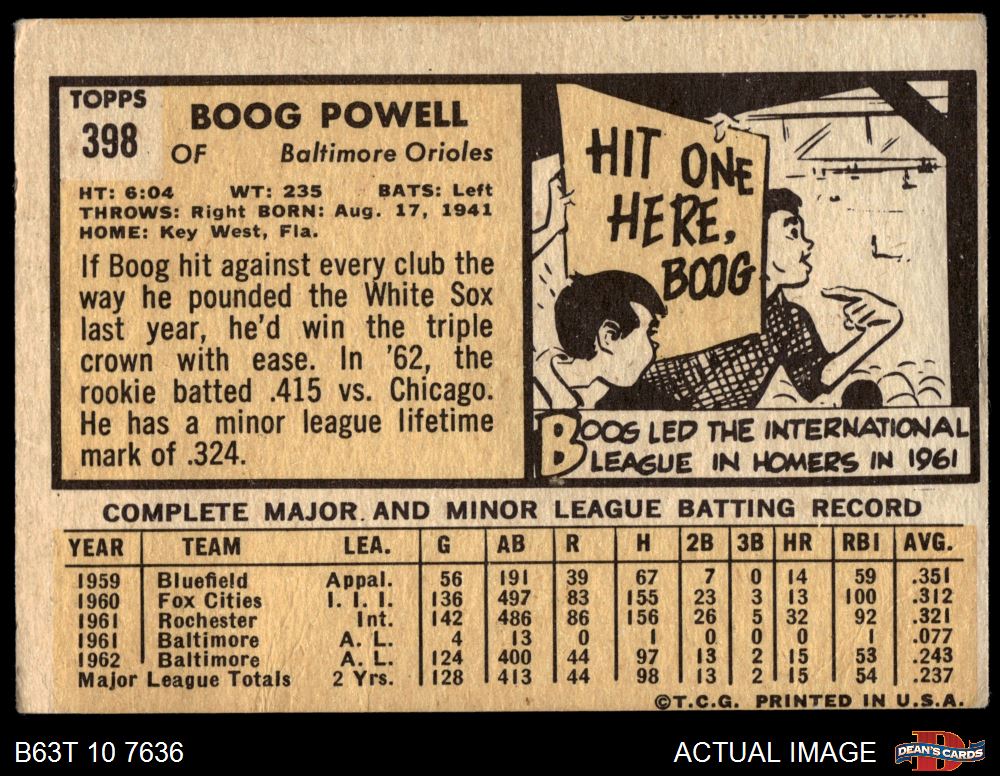 PRINTED IN U.S.A.
TOPPS
398
BOOG POWELL
OF Baltimore Orioles
HT: 6:04 WT: 235 BATS: Left
THROWS: Right BORN: Aug. 17, 1941
HOME: Key West, Fla.
If Boog hit against every club the
way he pounded the White Sox
last year, he'd win the triple
crown with ease. In '62, the
rookie batted .415 vs. Chicago.
He has a minor league lifetime
mark of .324.
HIT ONE
HERE,
BOOG
BOOG LED THE INTERNATIONAL
LEAGUE IN HOMERS IN 1961
COMPLETE MAJOR AND MINOR LEAGUE BATTING RECORD
YEAR TEAM LEA. G AB R H 2B 3B HR RBI AVG.
1959 Bluefield Appal. 56 191 39 67 7 0 14 59 .351
1960 Fox Cities I. I. I. 136 497 83 155 23 3 13 100 .312
1961 Rochester Int. 142 486 86 156 26 5 32 92 .321
1961 Baltimore A. L. 4 13 0 1 0 0 0 1 .077
1962 Baltimore A. L. 124 400 44 97 13 2 15 53 .243
Major League Totals 2 Yrs. 128 413 44 98 13 2 15 54 .237
©T.C.G. PRINTED IN U.S.A.
B63T 10 7636 ACTUAL IMAGE DEAN'S CARDS